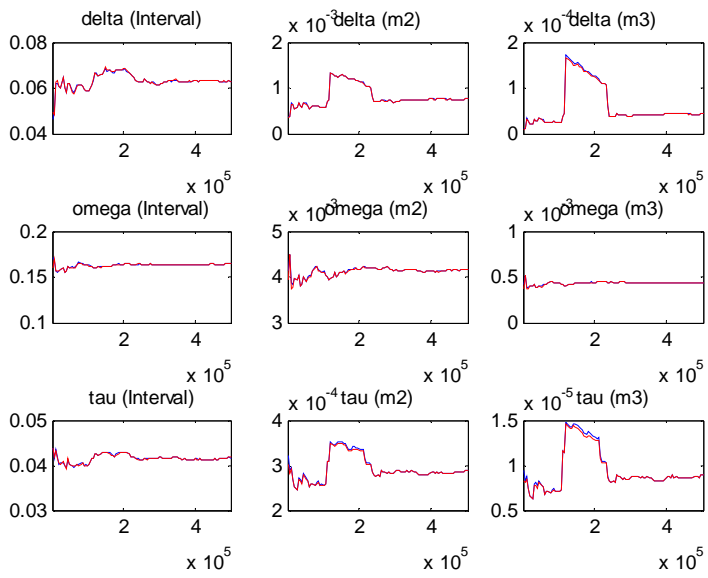 delta (Interval)
0.08
0.06
0.04
2
4
x 10^5
x 10^-3
delta (m2)
2
1
0
2
4
x 10^5
x 10^-4
delta (m3)
2
1
0
2
4
x 10^5
omega (Interval)
0.2
0.15
0.1
2
4
x 10^5
x 10^-3
omega (m2)
5
4
3
2
4
x 10^5
x 10^-3
omega (m3)
1
0.5
0
2
4
x 10^5
tau (Interval)
0.05
0.04
0.03
2
4
x 10^5
x 10^-4
tau (m2)
4
3
2
2
4
x 10^5
x 10^-5
tau (m3)
1.5
1
0.5
2
4
x 10^5